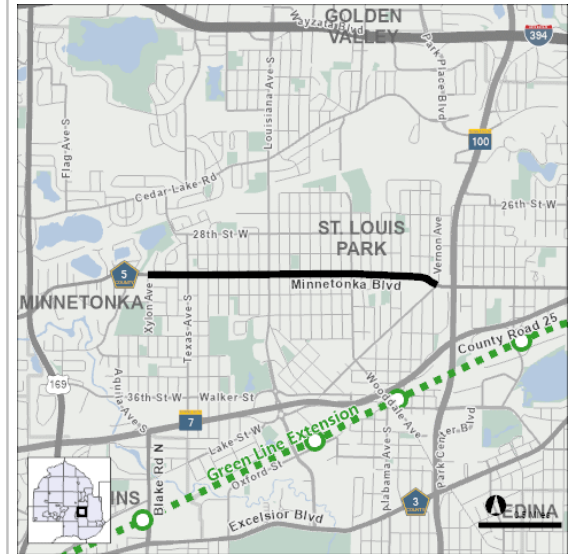 GOLDEN
VALLEY
Wayzata Blvd
394
Park Place Blvd
Louisiana Ave S
Flag Ave S
100
Cedar Lake Rd
26th St W
28th St W
ST. LOUIS
PARK
Vernon Ave
5
COUNTY
Minnetonka Blvd
MINNETONKA
Xylon Ave
Texas Ave S
County Road 25
169
Aquila Ave S
36th St W
Walker St
Wooddale Ave
7
Lake St W
Green Line Extension
Oxford St
Park Center Blvd
Alabama Ave S
Blake Rd N
INS
3
COUNTY
Excelsior Blvd
EDINA
Miles